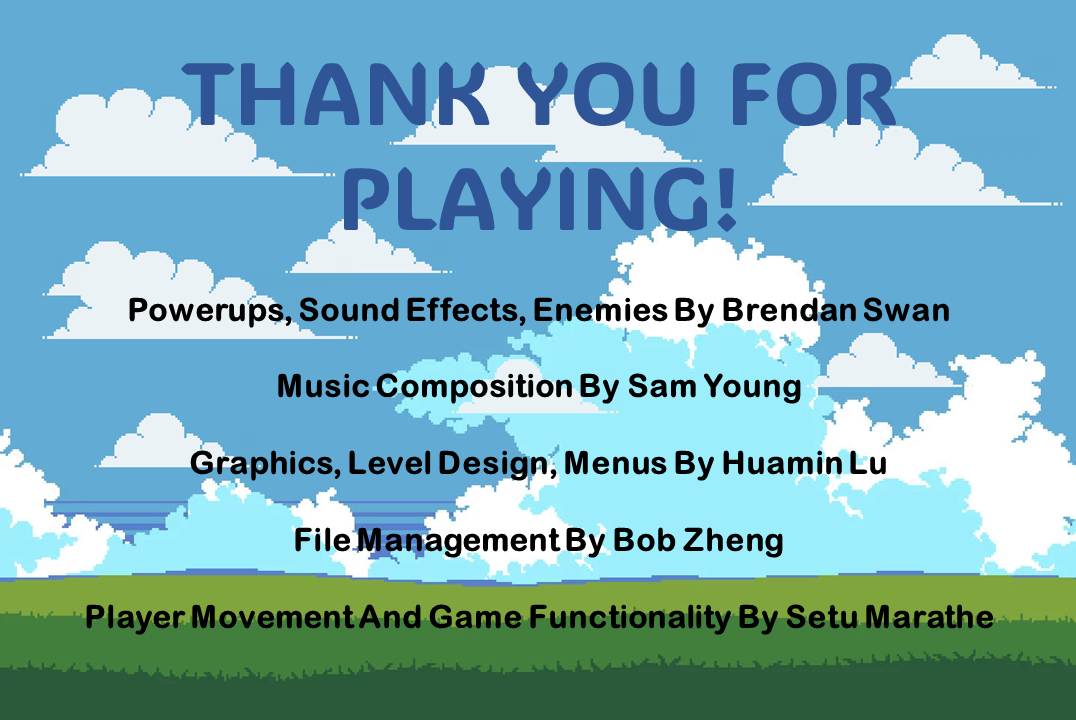 THANK YOU FOR
PLAYING!
Powerups, Sound Effects, Enemies By Brendan Swan
Music Composition By Sam Young
Graphics, Level Design, Menus By Huamin Lu
File Management By Bob Zheng
Player Movement And Game Functionality By Setu Marathe